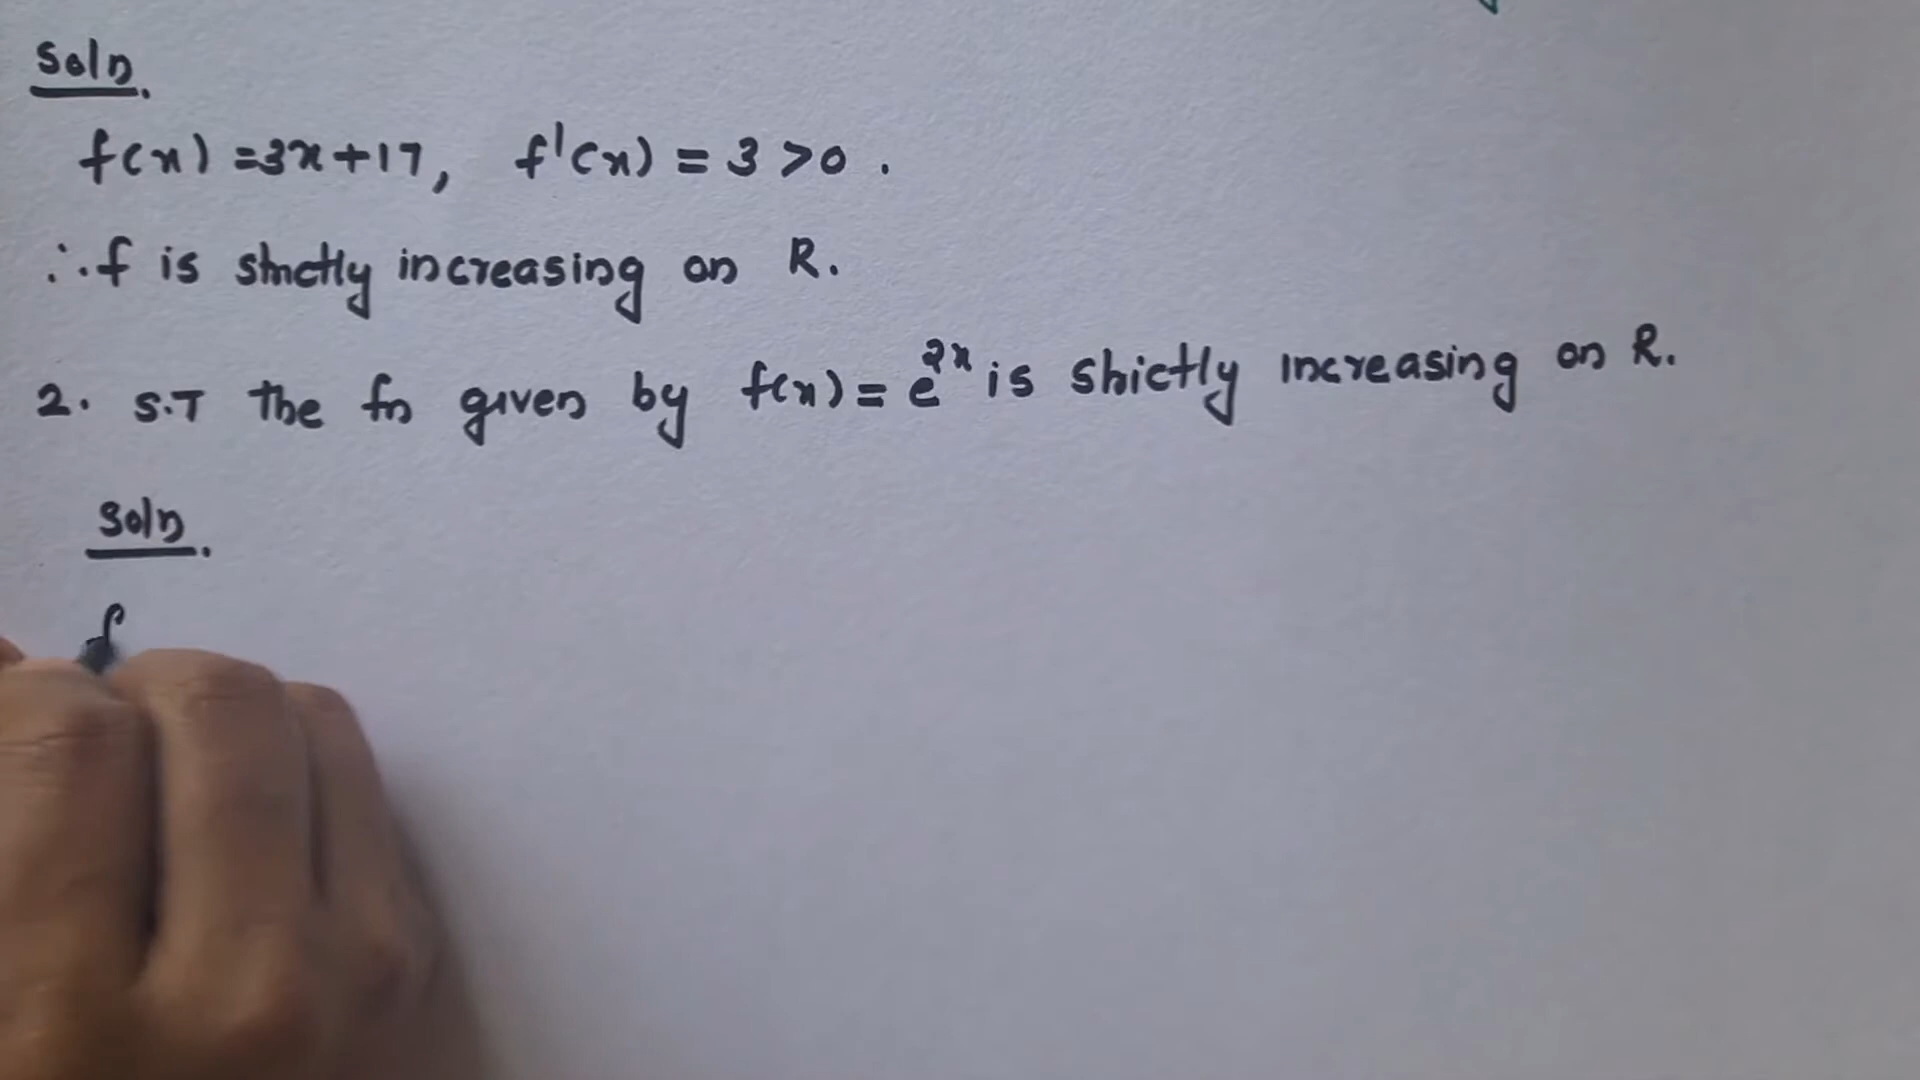 Soln.
f(x) = 3x + 17, f'(x) = 3 > 0 .
∴ f is strictly increasing on R.
2. S.T the fn given by f(x) = e^2x is strictly increasing on R.
Soln.
f